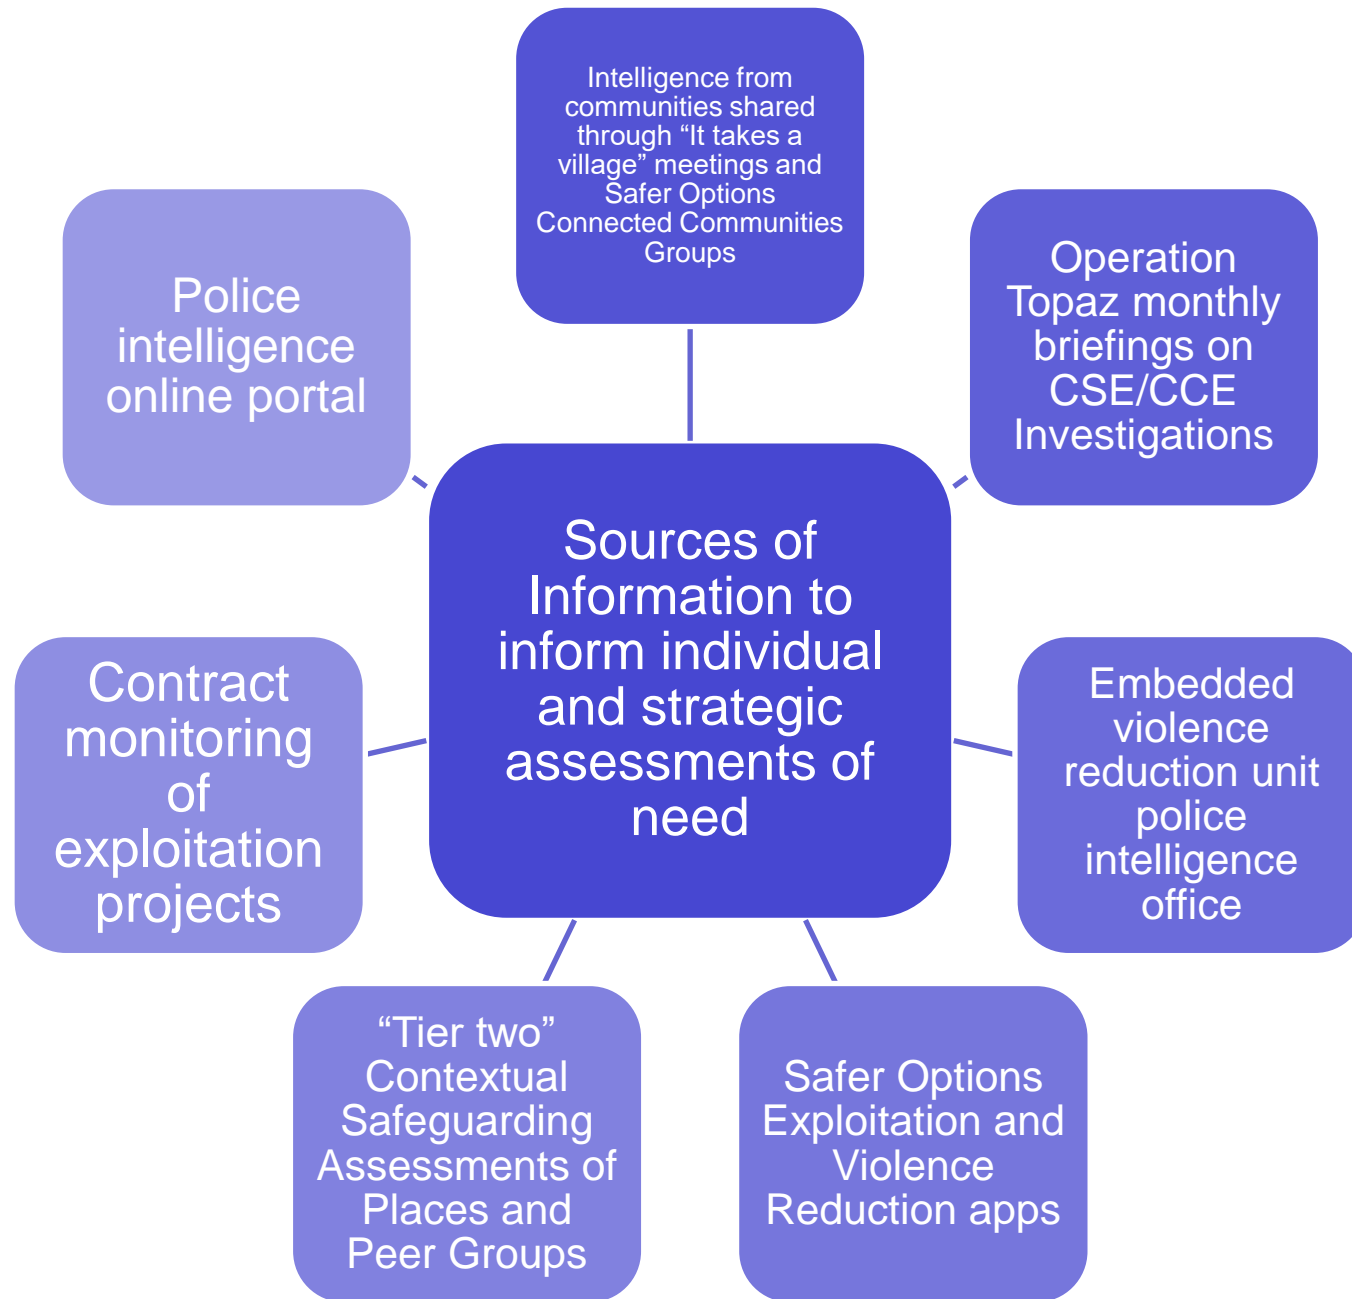 Intelligence from
communities shared
through “It takes a
village” meetings and
Safer Options
Connected Communities
Groups
Operation
Topaz monthly
briefings on
CSE/CCE
Investigations
Embedded
violence
reduction unit
police
intelligence
office
Safer Options
Exploitation and
Violence
Reduction apps
“Tier two”
Contextual
Safeguarding
Assessments of
Places and
Peer Groups
Contract
monitoring
of
exploitation
projects
Police
intelligence
online portal
Sources of
Information to
inform individual
and strategic
assessments of
need